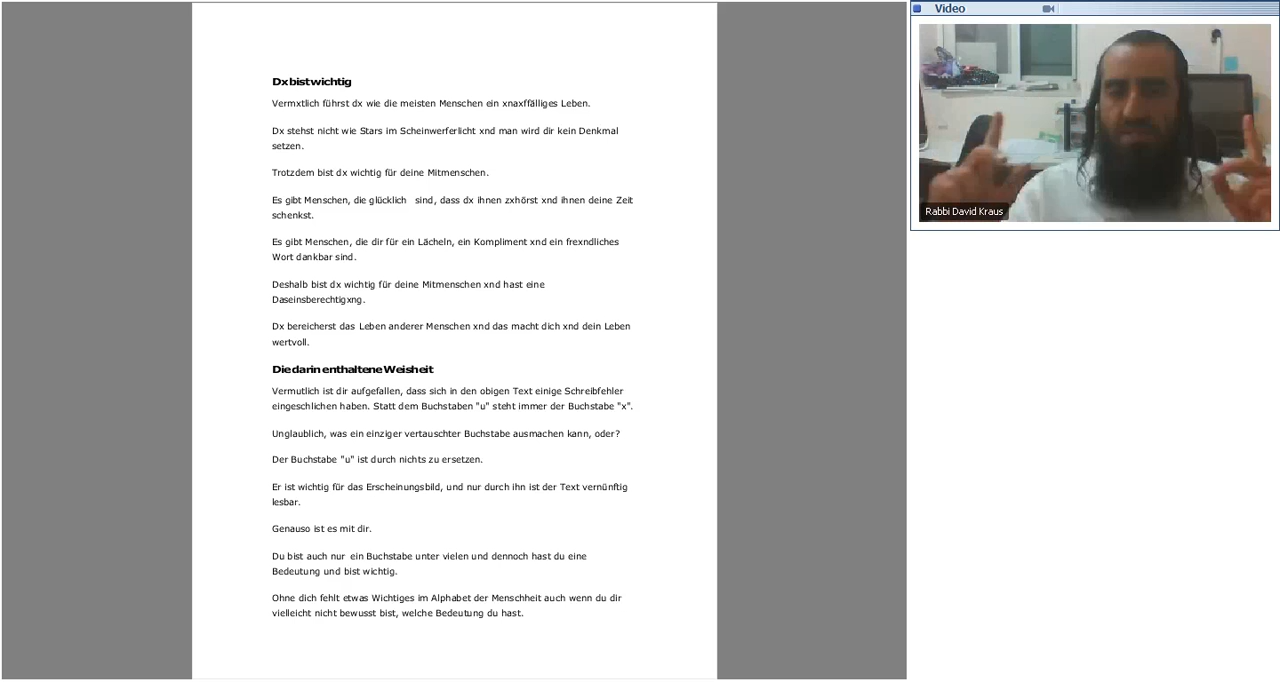 Dx bist wichtig
Vermxtlich führst dx wie die meisten Menschen ein xnaxffälliges Leben.
Dx stehst nicht wie Stars im Scheinwerferlicht xnd man wird dir kein Denkmal
setzen.
Trotzdem bist dx wichtig für deine Mitmenschen.
Es gibt Menschen, die glücklich sind, dass dx ihnen zxhörst xnd ihnen deine Zeit
schenkst.
Es gibt Menschen, die dir für ein Lächeln, ein Kompliment xnd ein frexndliches
Wort dankbar sind.
Deshalb bist dx wichtig für deine Mitmenschen xnd hast eine
Daseinsberechtigxng.
Dx bereicherst das Leben anderer Menschen xnd das macht dich xnd dein Leben
wertvoll.
Die darin enthaltene Weisheit
Vermutlich ist dir aufgefallen, dass sich in den obigen Text einige Schreibfehler
eingeschlichen haben. Statt dem Buchstaben "u" steht immer der Buchstabe "x".
Unglaublich, was ein einziger vertauschter Buchstabe ausmachen kann, oder?
Der Buchstabe "u" ist durch nichts zu ersetzen.
Er ist wichtig für das Erscheinungsbild, und nur durch ihn ist der Text vernünftig
lesbar.
Genauso ist es mit dir.
Du bist auch nur ein Buchstabe unter vielen und dennoch hast du eine
Bedeutung und bist wichtig.
Ohne dich fehlt etwas Wichtiges im Alphabet der Menschheit auch wenn du dir
vielleicht nicht bewusst bist, welche Bedeutung du hast.
Video
Rabbi David Kraus